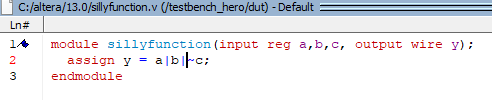 C:/altera/13.0/sillyfunction.v (/testbench_hero/dut) - Default
Ln#
1 module sillyfunction(input reg a,b,c, output wire y);
2 assign y = a|b|~c;
3 endmodule